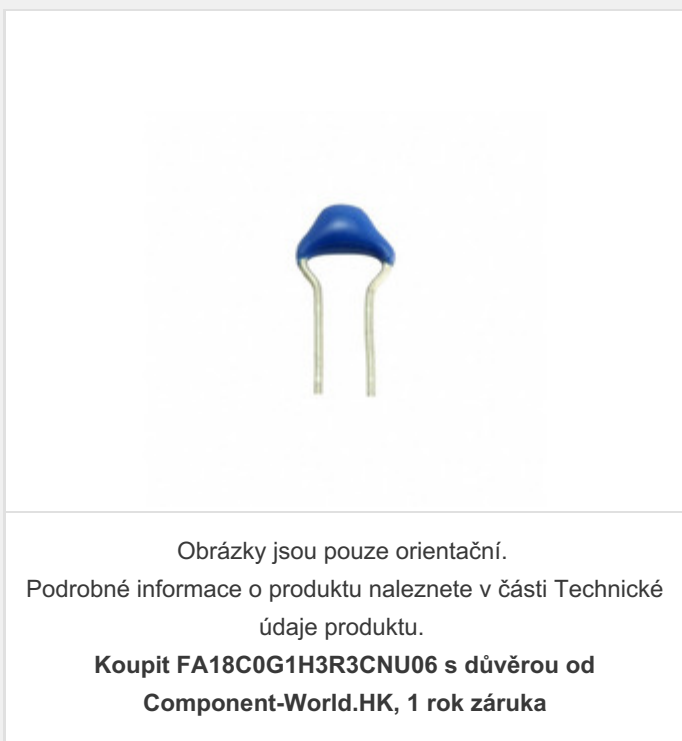 Obrázky jsou pouze orientační.
Podrobné informace o produktu naleznete v části Technické
údaje produktu.
Koupit FA18C0G1H3R3CNU06 s důvěrou od
Component-World.HK, 1 rok záruka